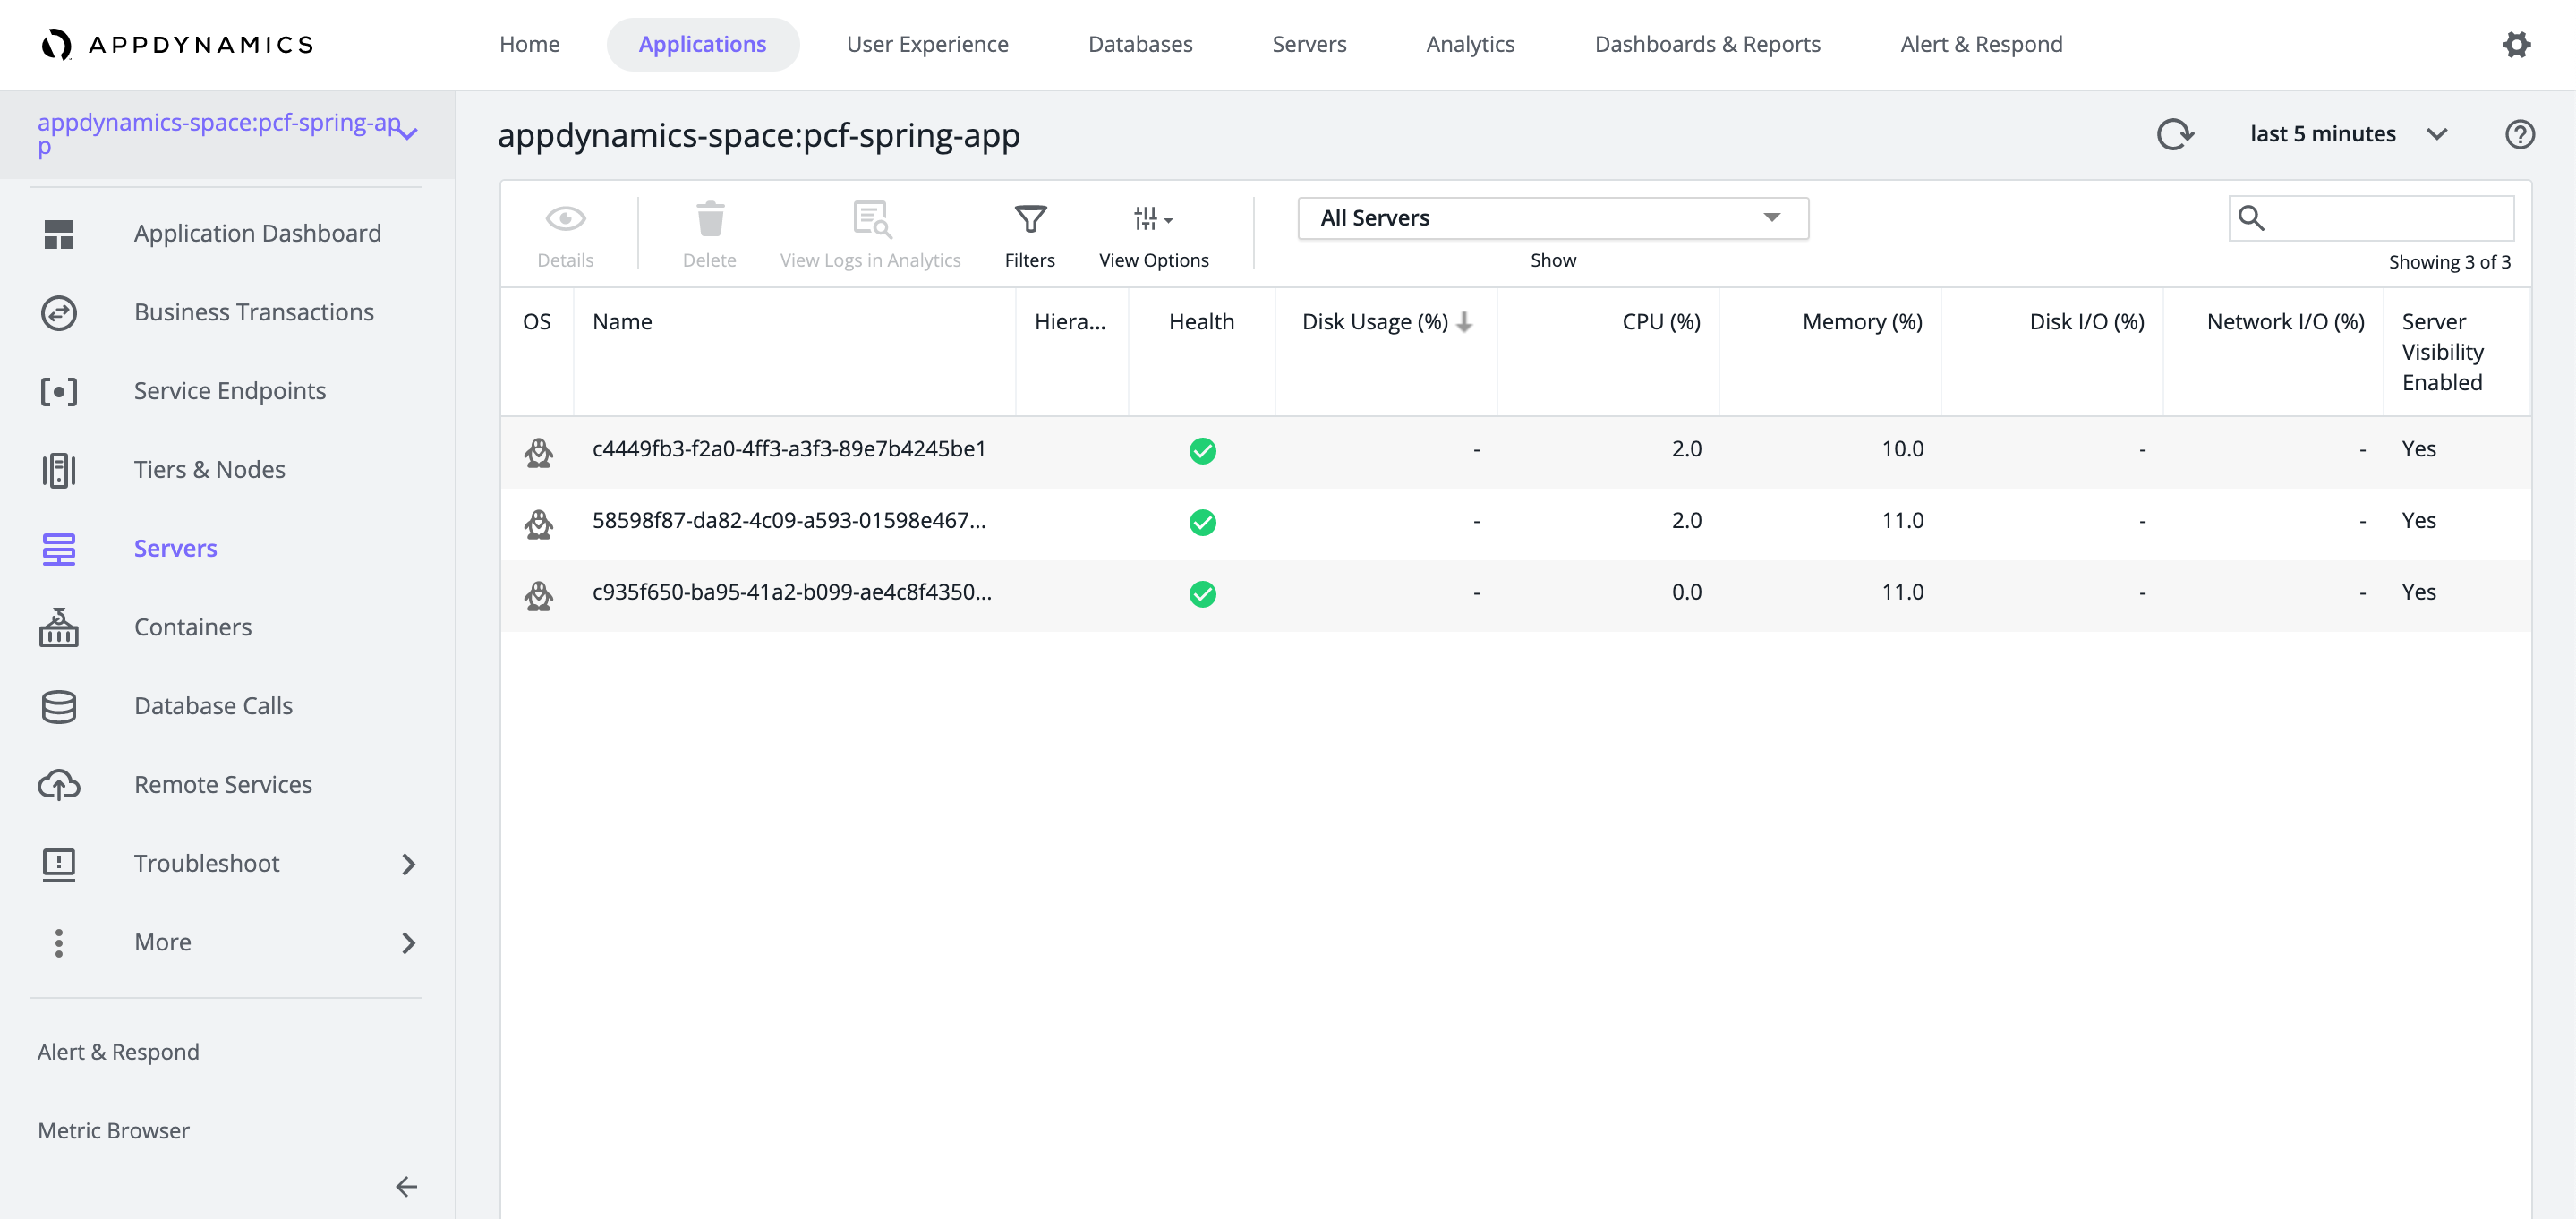 APPDYNAMICS
Home
Applications
User Experience
Databases
Servers
Analytics
Dashboards & Reports
Alert & Respond
appdynamics-space:pcf-spring-ap
p
Application Dashboard
Business Transactions
Service Endpoints
Tiers & Nodes
Servers
Containers
Database Calls
Remote Services
Troubleshoot
More
Alert & Respond
Metric Browser
appdynamics-space:pcf-spring-app
last 5 minutes
Details
Delete
View Logs in Analytics
Filters
View Options
All Servers
Show
Showing 3 of 3
OS Name Hiera... Health Disk Usage (%) CPU (%) Memory (%) Disk I/O (%) Network I/O (%) Server
Visibility
Enabled
c4449fb3-f2a0-4ff3-a3f3-89e7b4245be1 - 2.0 10.0 - - Yes
58598f87-da82-4c09-a593-01598e467... - 2.0 11.0 - - Yes
c935f650-ba95-41a2-b099-ae4c8f4350... - 0.0 11.0 - - Yes